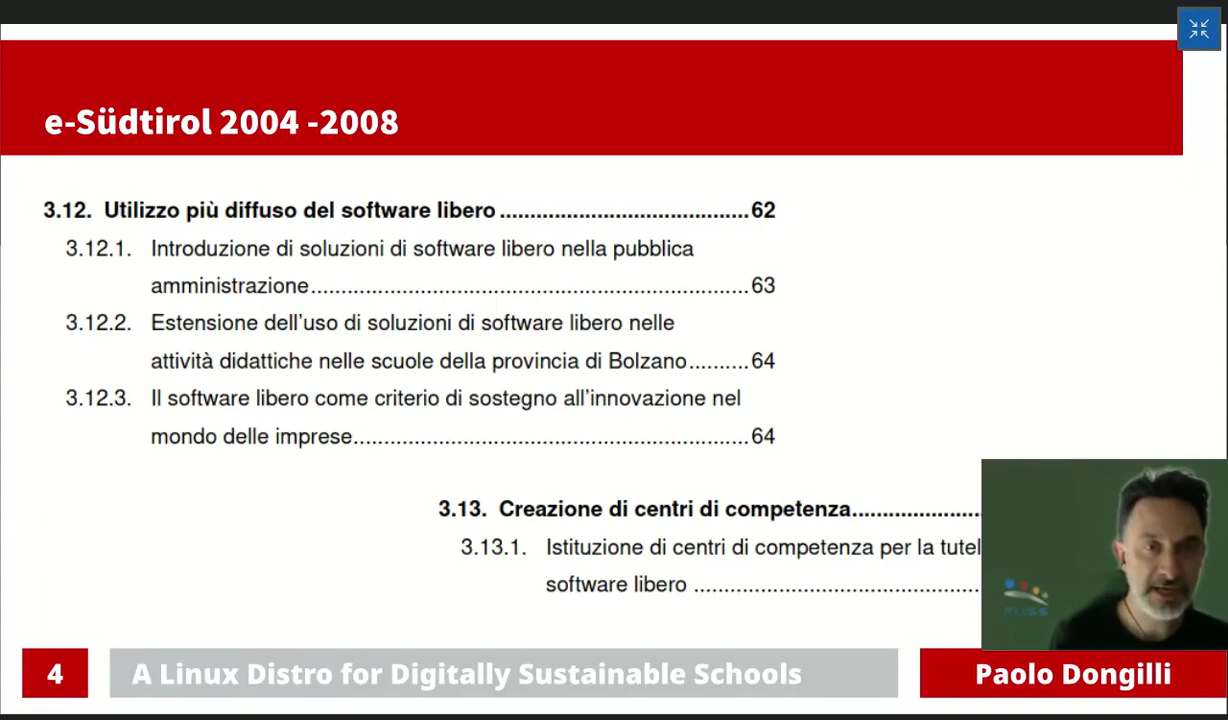 e-Südtirol 2004 -2008
3.12. Utilizzo più diffuso del software libero.........................................62
3.12.1. Introduzione di soluzioni di software libero nella pubblica
amministrazione........................................................................63
3.12.2. Estensione dell'uso di soluzioni di software libero nelle
attività didattiche nelle scuole della provincia di Bolzano..........64
3.12.3. Il software libero come criterio di sostegno all'innovazione nel
mondo delle imprese.................................................................64
3.13. Creazione di centri di competenza.....................
3.13.1. Istituzione di centri di competenza per la tutel
software libero ...............................................
FUSS
4
A Linux Distro for Digitally Sustainable Schools
Paolo Dongilli